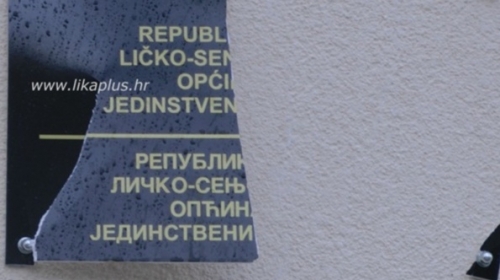 REPUBL
LIČKO-SEN
OPĆI
www.likaplus.hr
JEDINSTVEN
РЕПУБЛИК
ЛИЧКО-СЕЊ
ОПЋИН
ЈЕДИНСТВЕНИ